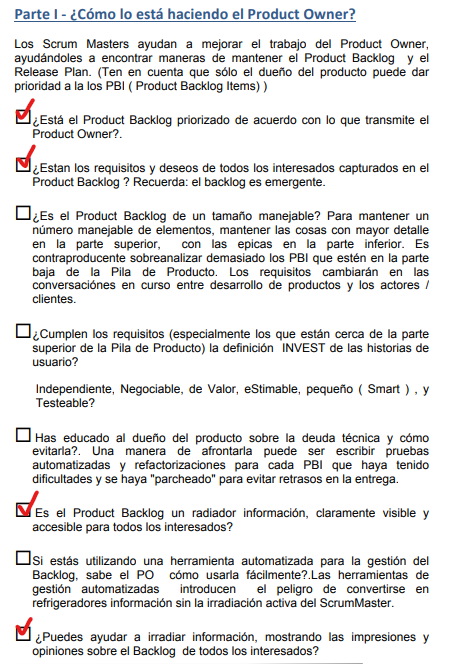 Parte I - ¿Cómo lo está haciendo el Product Owner?
Los Scrum Masters ayudan a mejorar el trabajo del Product Owner,
ayudándoles a encontrar maneras de mantener el Product Backlog y el
Release Plan. (Ten en cuenta que sólo el dueño del producto puede dar
prioridad a la los PBI ( Product Backlog Items) )
¿Está el Product Backlog priorizado de acuerdo con lo que transmite el
Product Owner?.
¿Estan los requisitos y deseos de todos los interesados capturados en el
Product Backlog ? Recuerda: el backlog es emergente.
¿Es el Product Backlog de un tamaño manejable? Para mantener un
número manejable de elementos, mantener las cosas con mayor detalle
en la parte superior, con las epicas en la parte inferior. Es
contraproducente sobreanalizar demasiado los PBI que estén en la parte
baja de la Pila de Producto. Los requisitos cambiarán en las
conversaciónes en curso entre desarrollo de productos y los actores /
clientes.
¿Cumplen los requisitos (especialmente los que están cerca de la parte
superior de la Pila de Producto) la definición INVEST de las historias de
usuario?
Independiente, Negociable, de Valor, eStimable, pequeño ( Smart ) , y
Testeable?
Has educado al dueño del producto sobre la deuda técnica y cómo
evitarla?. Una manera de afrontarla puede ser escribir pruebas
automatizadas y refactorizaciones para cada PBI que haya tenido
dificultades y se haya "parcheado" para evitar retrasos en la entrega.
Es el Product Backlog un radiador información, claramente visible y
accesible para todos los interesados?
Si estás utilizando una herramienta automatizada para la gestión del
Backlog, sabe el PO cómo usarla fácilmente?.Las herramientas de
gestión automatizadas introducen el peligro de convertirse en
refrigeradores información sin la irradiación activa del ScrumMaster.
¿Puedes ayudar a irradiar información, mostrando las impresiones y
opiniones sobre el Backlog de todos los interesados?